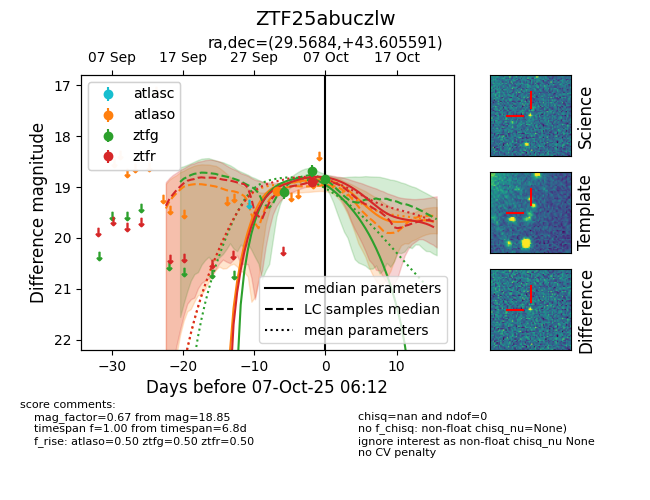 ZTF25abuczlw
ra,dec=(29.5684,+43.605591)
07 Sep 17 Sep 27 Sep 07 Oct 17 Oct
17
18
19
20
21
22
Difference magnitude
atlasc
atlaso
ztfg
ztfr
median parameters
LC samples median
mean parameters
−30 −20 −10 0 10
Days before 07-Oct-25 06:12
Science
Template
Difference
score comments:
mag_factor=0.67 from mag=18.85
timespan f=1.00 from timespan=6.8d
f_rise: atlaso=0.50 ztfg=0.50 ztfr=0.50
chisq=nan and ndof=0
no f_chisq: non-float chisq_nu=None)
ignore interest as non-float chisq_nu None
no CV penalty